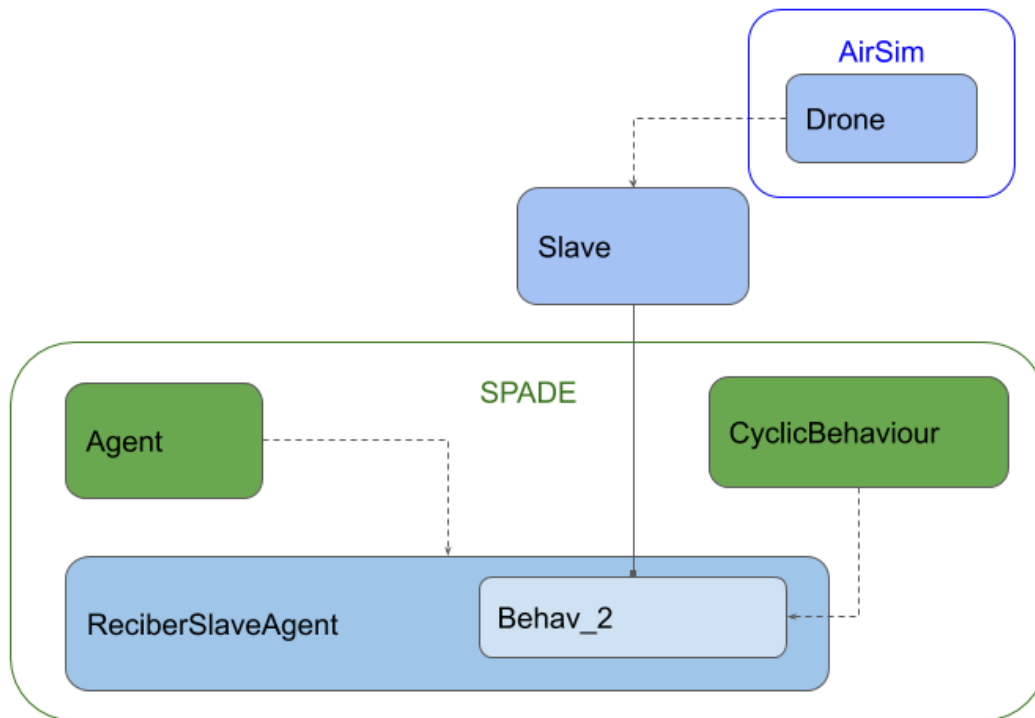 AirSim
Drone
Slave
SPADE
Agent
CyclicBehaviour
ReciberSlaveAgent
Behav_2